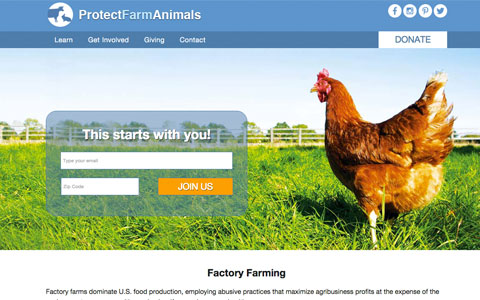 ProtectFarmAnimals
Learn Get Involved Giving Contact DONATE
This starts with you!
Type your email
Zip Code JOIN US
Factory Farming
Factory farms dominate U.S. food production, employing abusive practices that maximize agribusiness profits at the expense of the